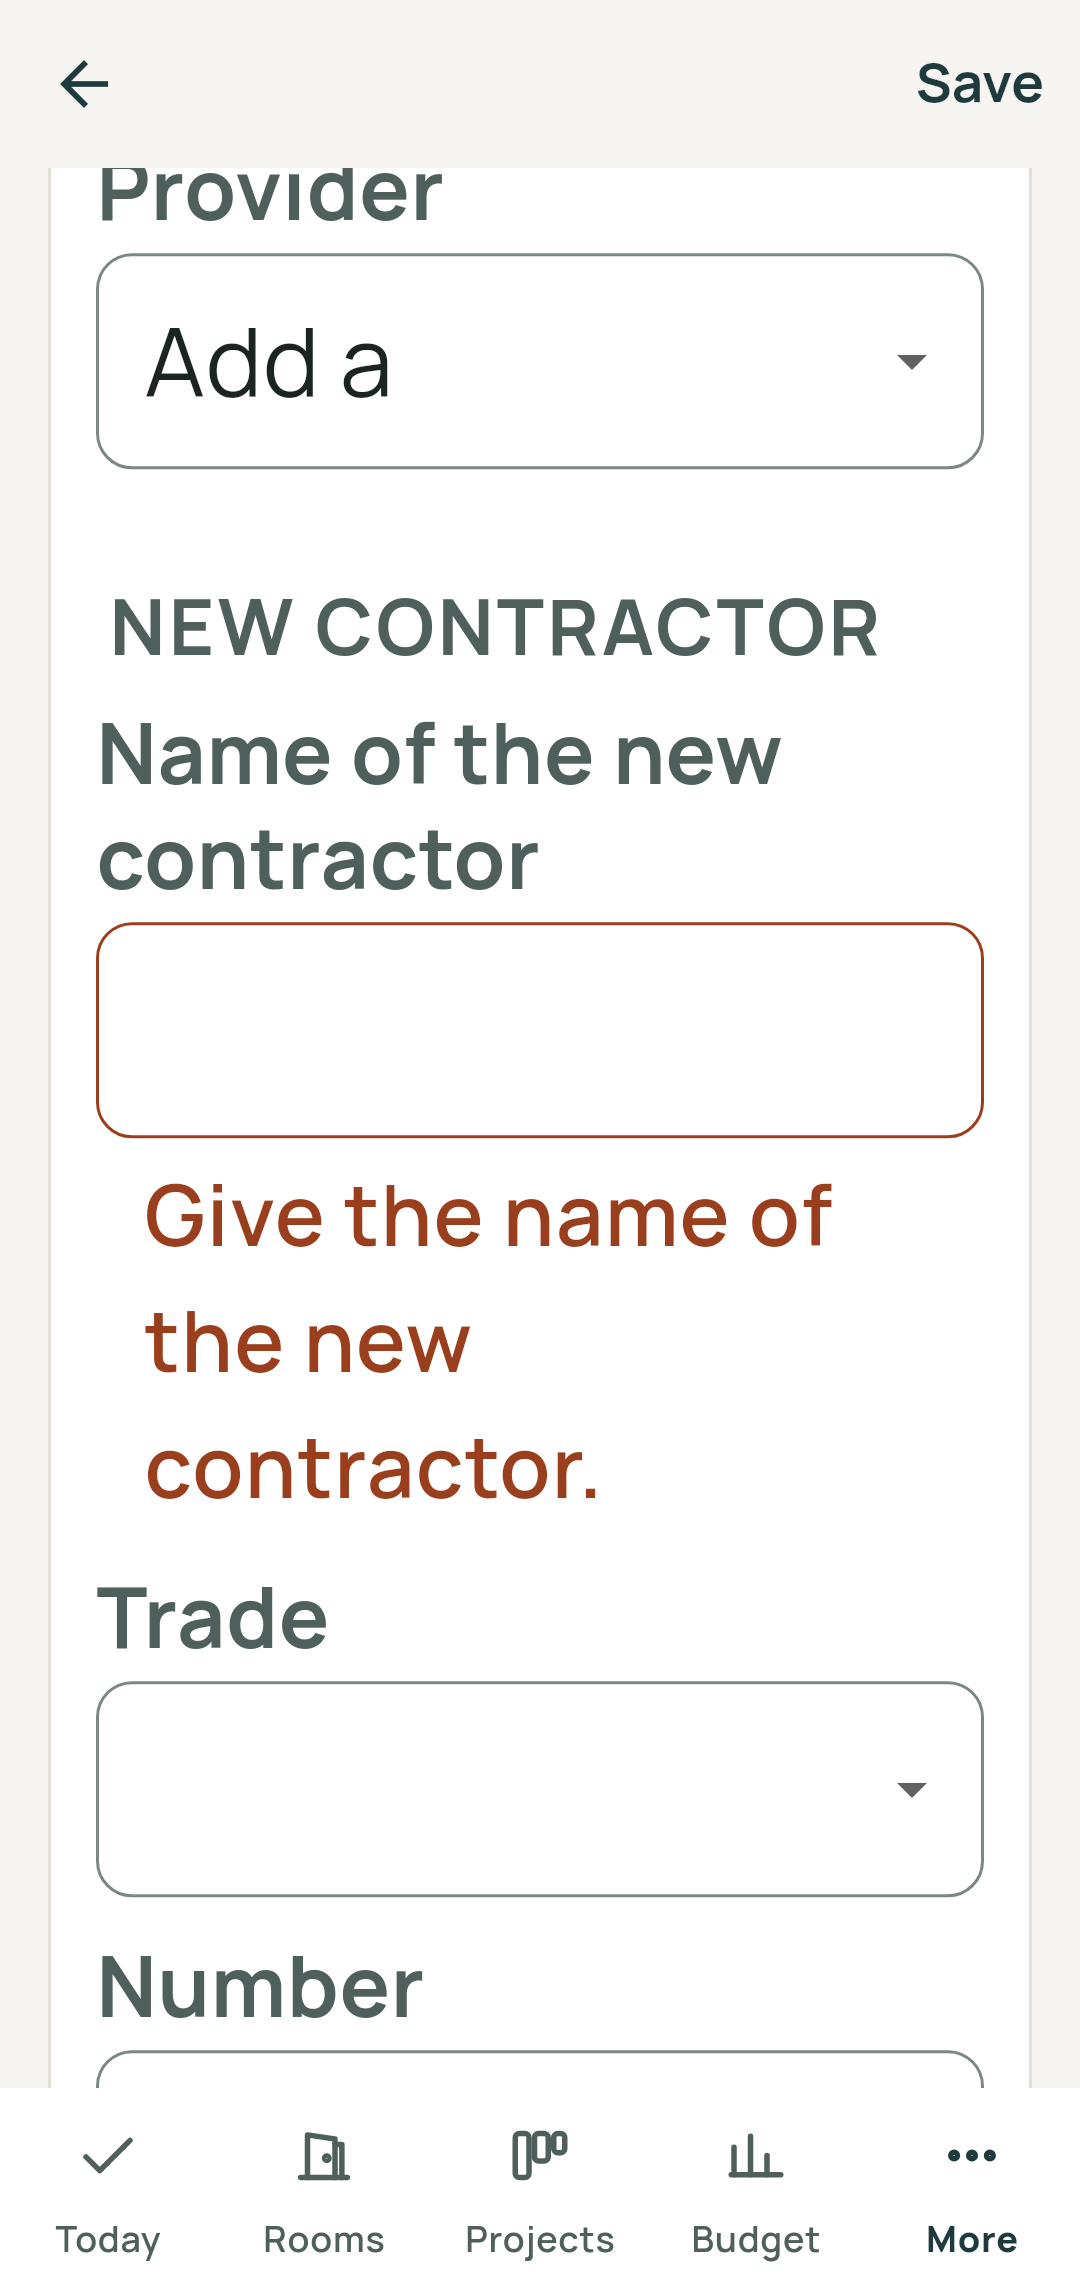 Save
Provider
Add a
NEW CONTRACTOR
Name of the new
contractor
Give the name of
the new
contractor.
Trade
Number
Today
Rooms
Projects
Budget
More